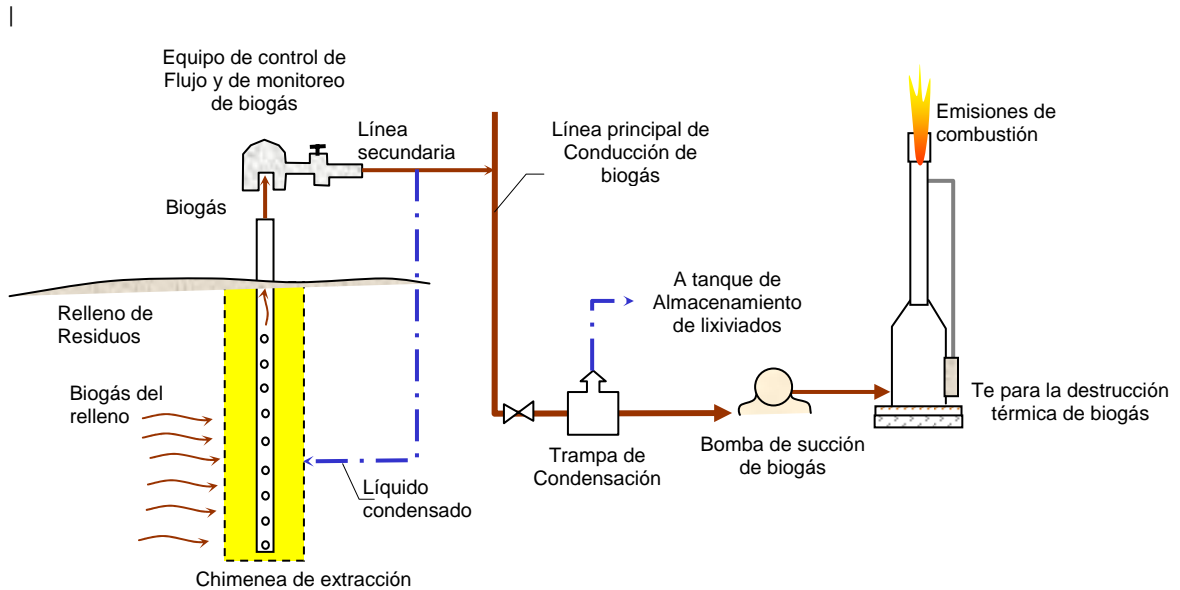 |
Equipo de control de
Flujo y de monitoreo
de biogás
Línea
secundaria
Línea principal de
Conducción de
biogás
Emisiones de
combustión
Biogás
A tanque de
Almacenamiento
de lixiviados
Relleno de
Residuos
Biogás del
relleno
Te para la destrucción
térmica de biogás
Bomba de succión
de biogás
Trampa de
Condensación
Líquido
condensado
Chimenea de extracción